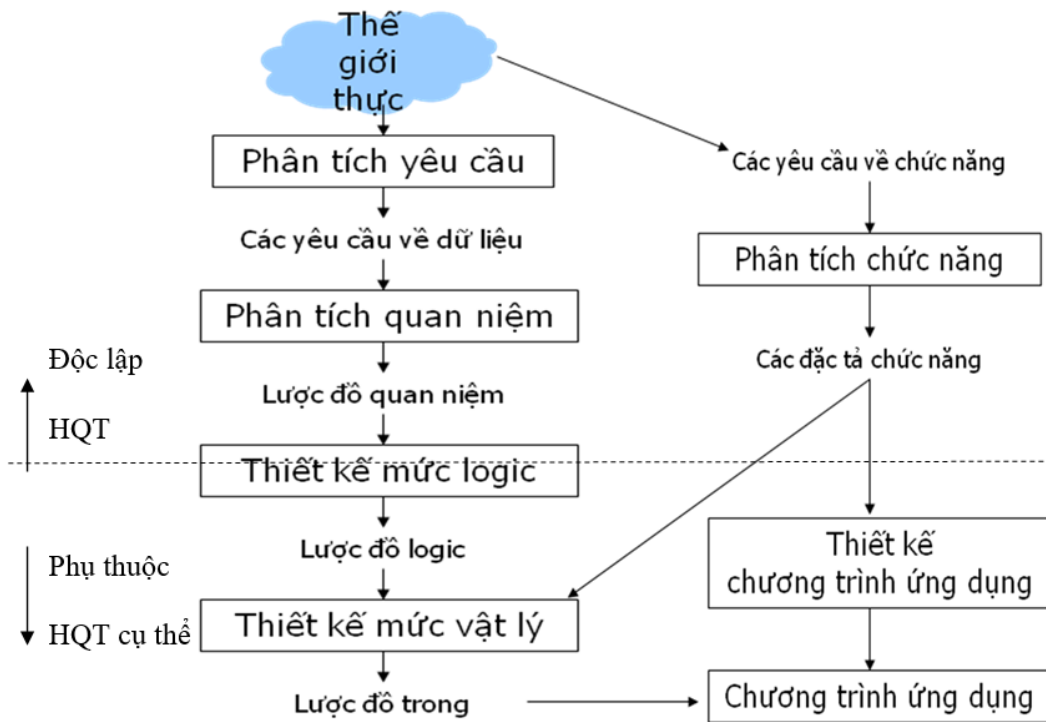 Thế
giới
thực
Phân tích yêu cầu
Các yêu cầu về dữ liệu
Phân tích quan niệm
Lược đồ quan niệm
Thiết kế mức logic
Lược đồ logic
Thiết kế mức vật lý
Lược đồ trong
Độc lập
HQT
Phụ thuộc
HQT cụ thể
Các yêu cầu về chức năng
Phân tích chức năng
Các đặc tả chức năng
Thiết kế
chương trình ứng dụng
Chương trình ứng dụng